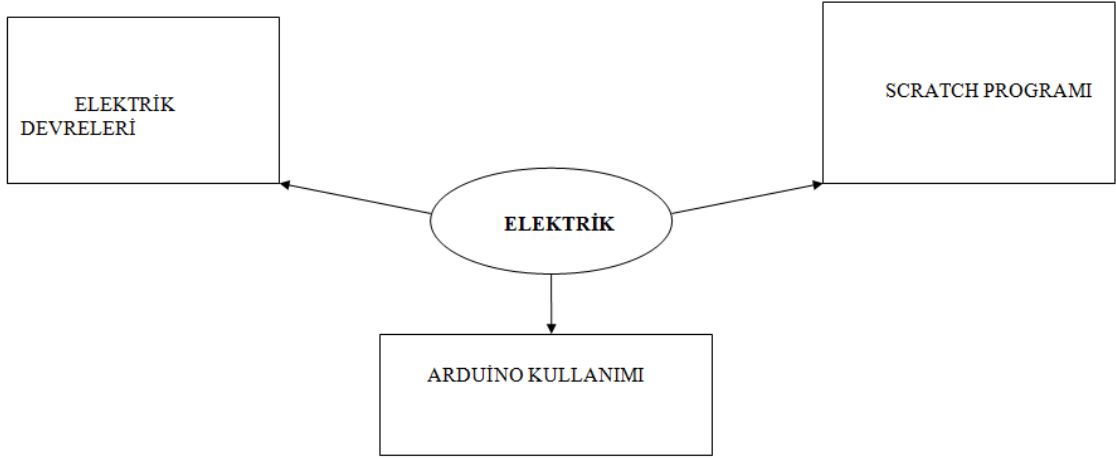 ELEKTRİK
DEVRELERİ
SCRATCH PROGRAMI
ELEKTRİK
ARDUİNO KULLANIMI